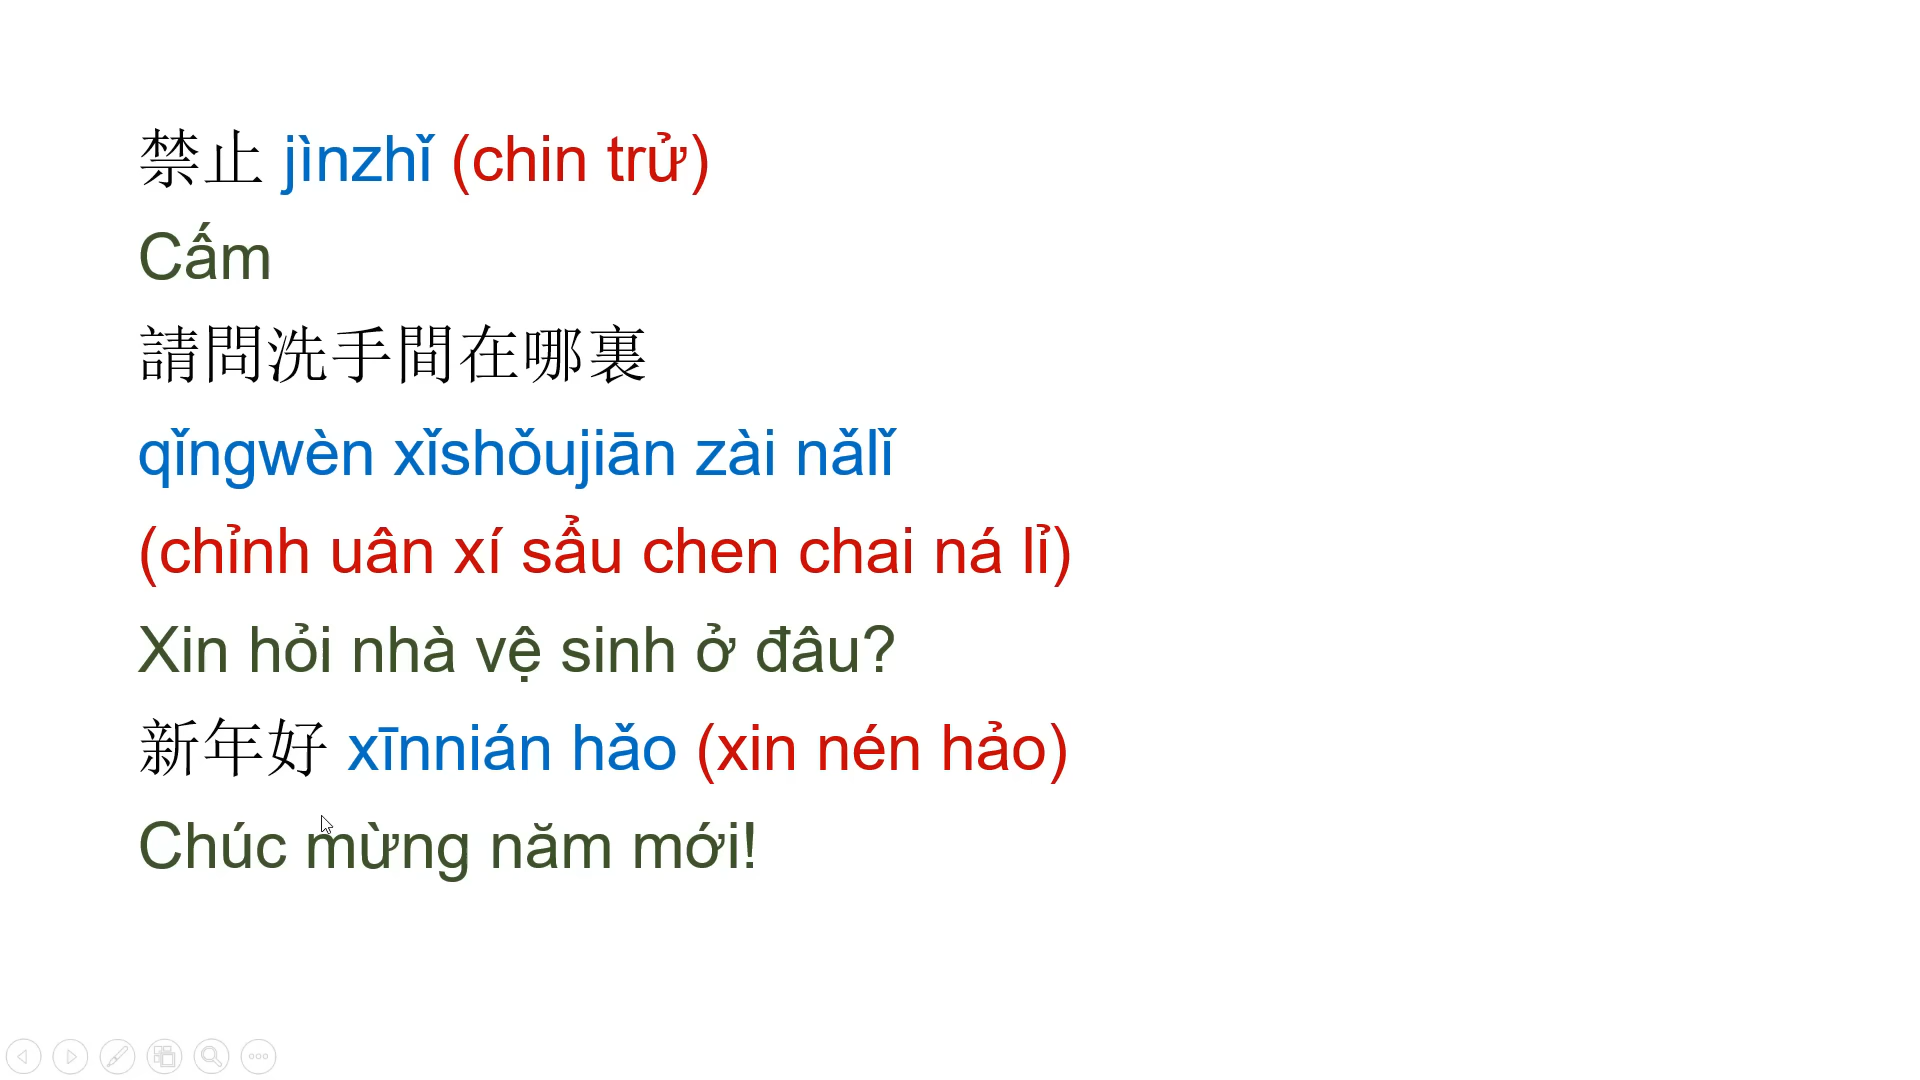 禁止 jìnzhǐ (chin trử)
Cấm
請問洗手間在哪裏
qǐngwèn xǐshǒujiān zài nǎlǐ
(chỉnh uân xí sẩu chen chai ná lỉ)
Xin hỏi nhà vệ sinh ở đâu?
新年好 xīnnián hǎo (xin nén hảo)
Chúc mừng năm mới!